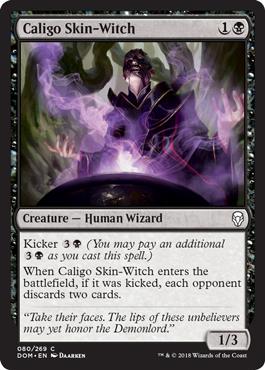 Caligo Skin-Witch 1
Creature — Human Wizard
Kicker 3 (You may pay an additional
3 as you cast this spell.)
When Caligo Skin-Witch enters the
battlefield, if it was kicked, each opponent
discards two cards.
"Take their faces. The lips of these unbelievers
may yet honor the Demonlord."
1/3
080/269 C
DOM • EN Daarken
™ & © 2018 Wizards of the Coast